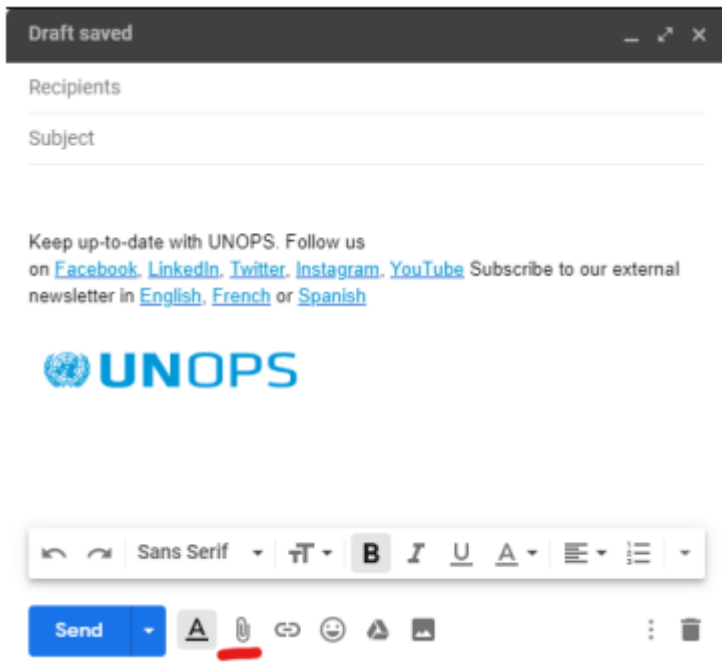 Draft saved
Recipients
Subject
Keep up-to-date with UNOPS. Follow us
on Facebook, LinkedIn, Twitter, Instagram, YouTube Subscribe to our external
newsletter in English, French or Spanish
UNOPS
Sans Serif
B I U A
Send A